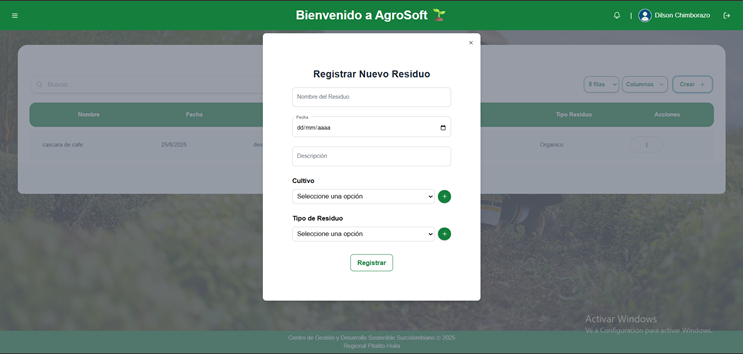 Bienvenido a AgroSoft
| Dilson Chimborazo
Registrar Nuevo Residuo
Buscar
8 filas
Columnas
Crear +
Nombre
Fecha
Tipo Residuo
Acciones
cascara de cafe
25/8/2025
des
Organico
Nombre del Residuo
Fecha
dd/mm/aaaa
Descripción
Cultivo
Seleccione una opción
+
Tipo de Residuo
Seleccione una opción
+
Registrar
Activar Windows
Ve a Configuración para activar Windows.
Centro de Gestión y Desarrollo Sostenible Surcolombiano © 2025
Regional Pitalito-Huila